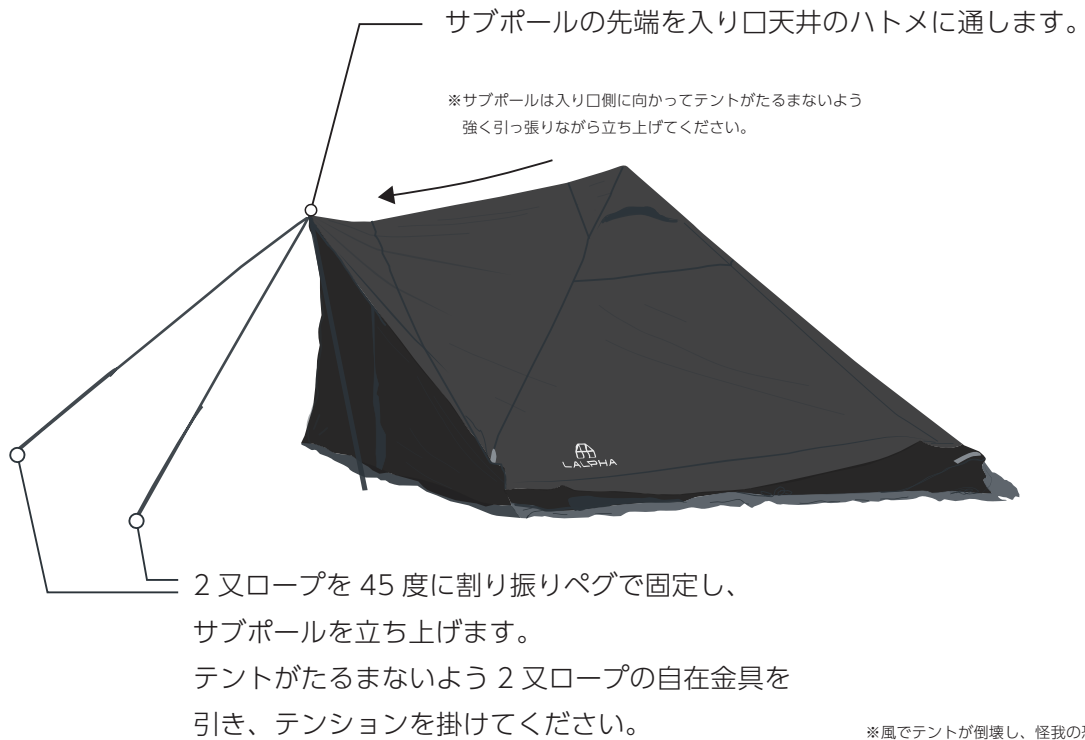 サブポールの先端を入り口天井のハトメに通します。
※サブポールは入り口側に向かってテントがたるまないよう
強く引っ張りながら立ち上げてください。
LALPHA
2 又ロープを 45 度に割り振りペグで固定し、
サブポールを立ち上げます。
テントがたるまないよう 2 又ロープの自在金具を
引き、テンションを掛けてください。
※風でテントが倒壊し、怪我の